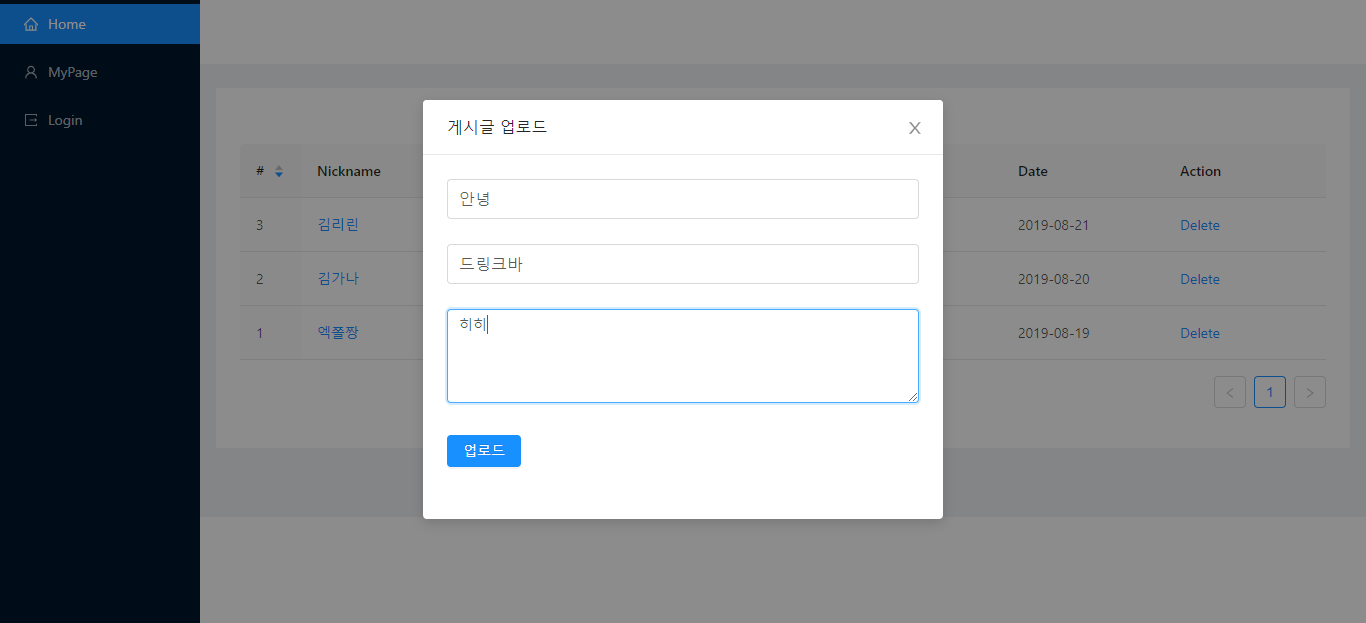 Home
MyPage
Login
# Nickname Date Action
3 김리린 2019-08-21 Delete
2 김가나 2019-08-20 Delete
1 엑쫄짱 2019-08-19 Delete
< 1 >
게시글 업로드 X
안녕
드링크바
히히
업로드